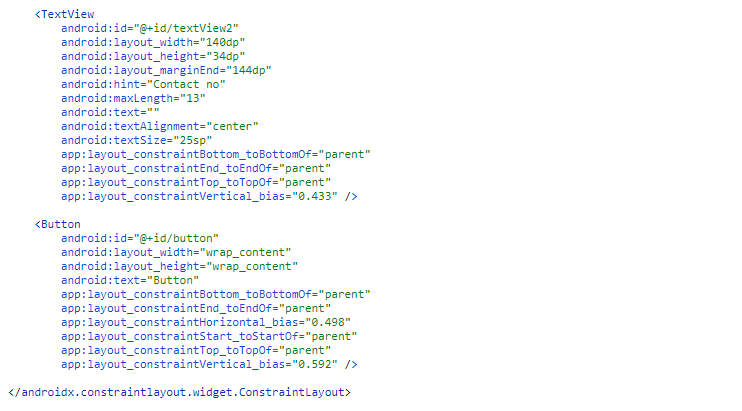 <TextView
android:id="@+id/textView2"
android:layout_width="140dp"
android:layout_height="34dp"
android:layout_marginEnd="144dp"
android:hint="Contact no"
android:maxLength="13"
android:text=""
android:textAlignment="center"
android:textSize="25sp"
app:layout_constraintBottom_toBottomOf="parent"
app:layout_constraintEnd_toEndOf="parent"
app:layout_constraintTop_toTopOf="parent"
app:layout_constraintVertical_bias="0.433" />
<Button
android:id="@+id/button"
android:layout_width="wrap_content"
android:layout_height="wrap_content"
android:text="Button"
app:layout_constraintBottom_toBottomOf="parent"
app:layout_constraintEnd_toEndOf="parent"
app:layout_constraintHorizontal_bias="0.498"
app:layout_constraintStart_toStartOf="parent"
app:layout_constraintTop_toTopOf="parent"
app:layout_constraintVertical_bias="0.592" />
</androidx.constraintlayout.widget.ConstraintLayout>